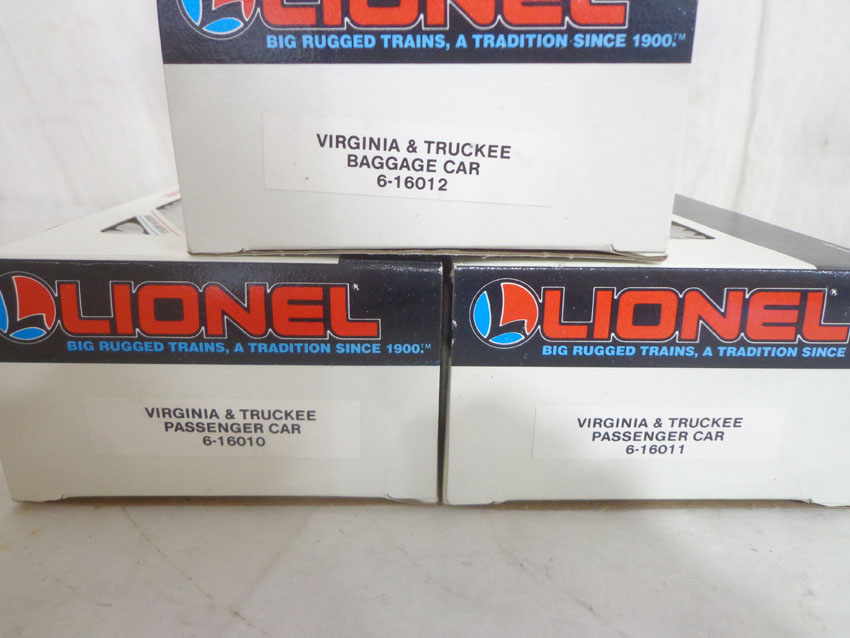 LIONEL
BIG RUGGED TRAINS, A TRADITION SINCE 1900.™
VIRGINIA & TRUCKEE
BAGGAGE CAR
6-16012
LIONEL®
BIG RUGGED TRAINS, A TRADITION SINCE 1900.™
VIRGINIA & TRUCKEE
PASSENGER CAR
6-16010
LIONEL
BIG RUGGED TRAINS, A TRADITION SINCE
VIRGINIA & TRUCKEE
PASSENGER CAR
6-16011